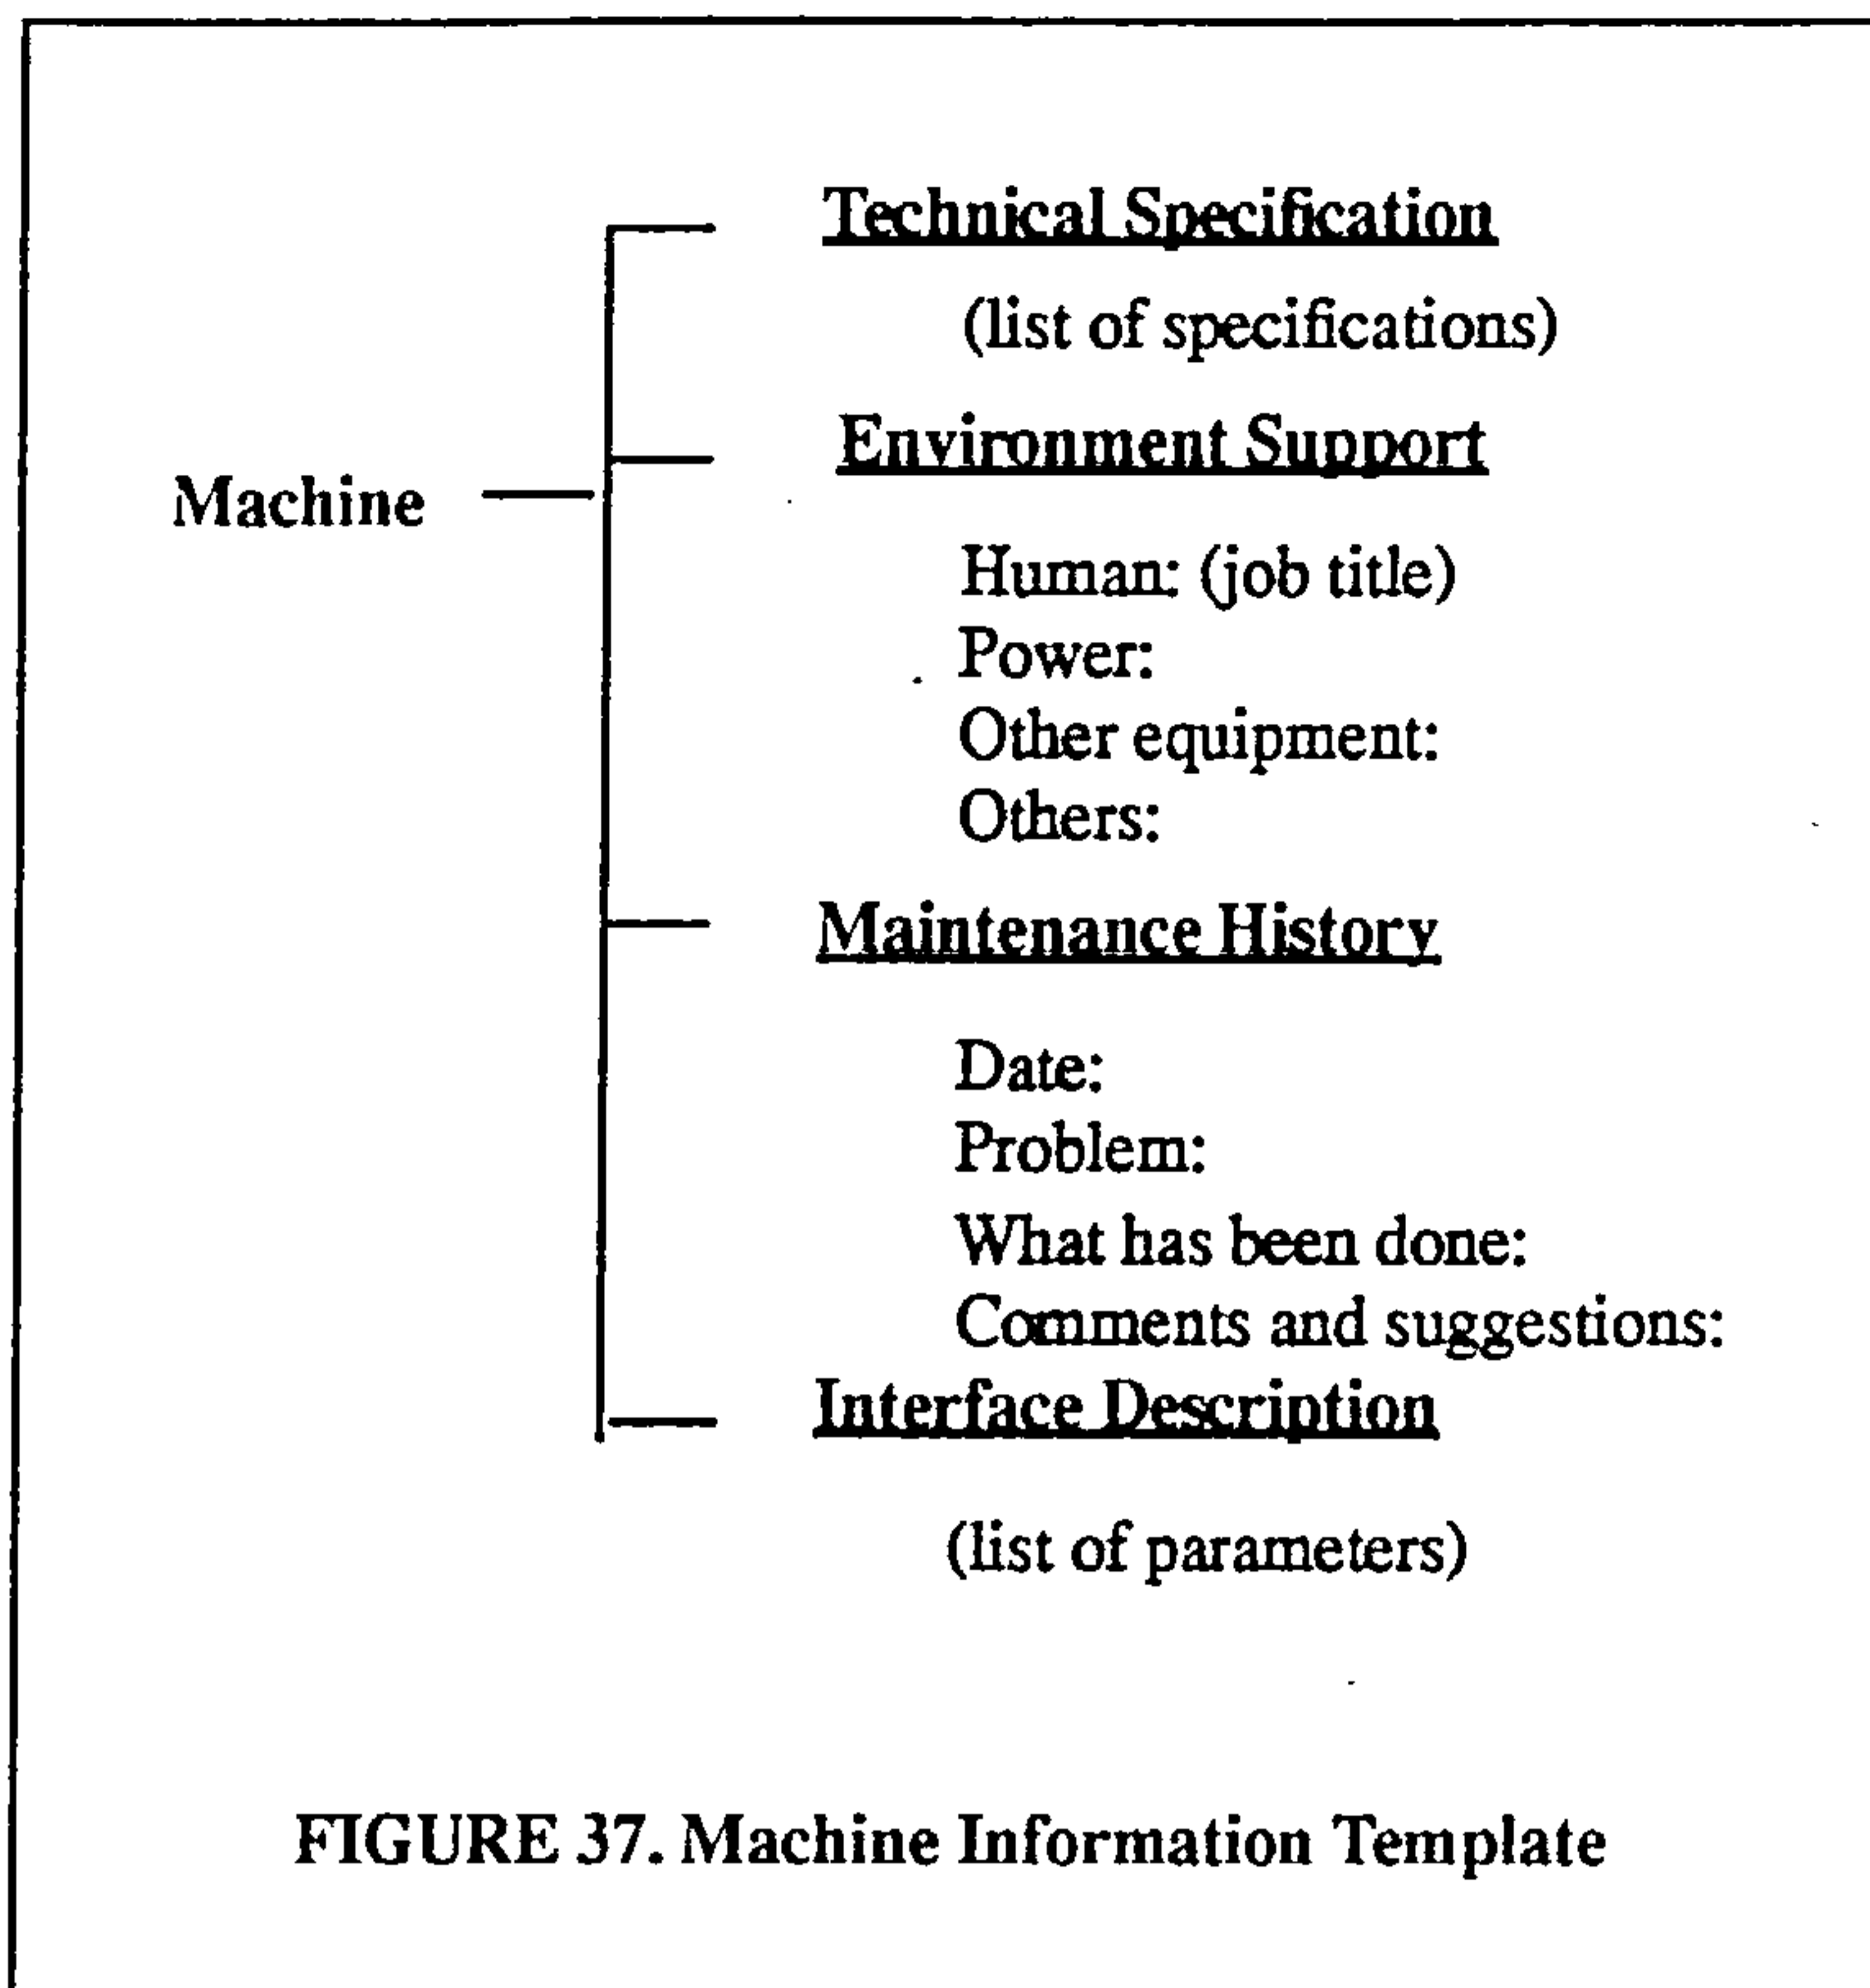 Technical Specification
(list of specifications)
Environment Support
Machine
Human: (job title)
Power:
Other equipment:
Others:
Maintenance History
Date:
Problem:
What has been done:
Comments and suggestions:
Interface Description
(list of parameters)
FIGURE 37. Machine Information Template